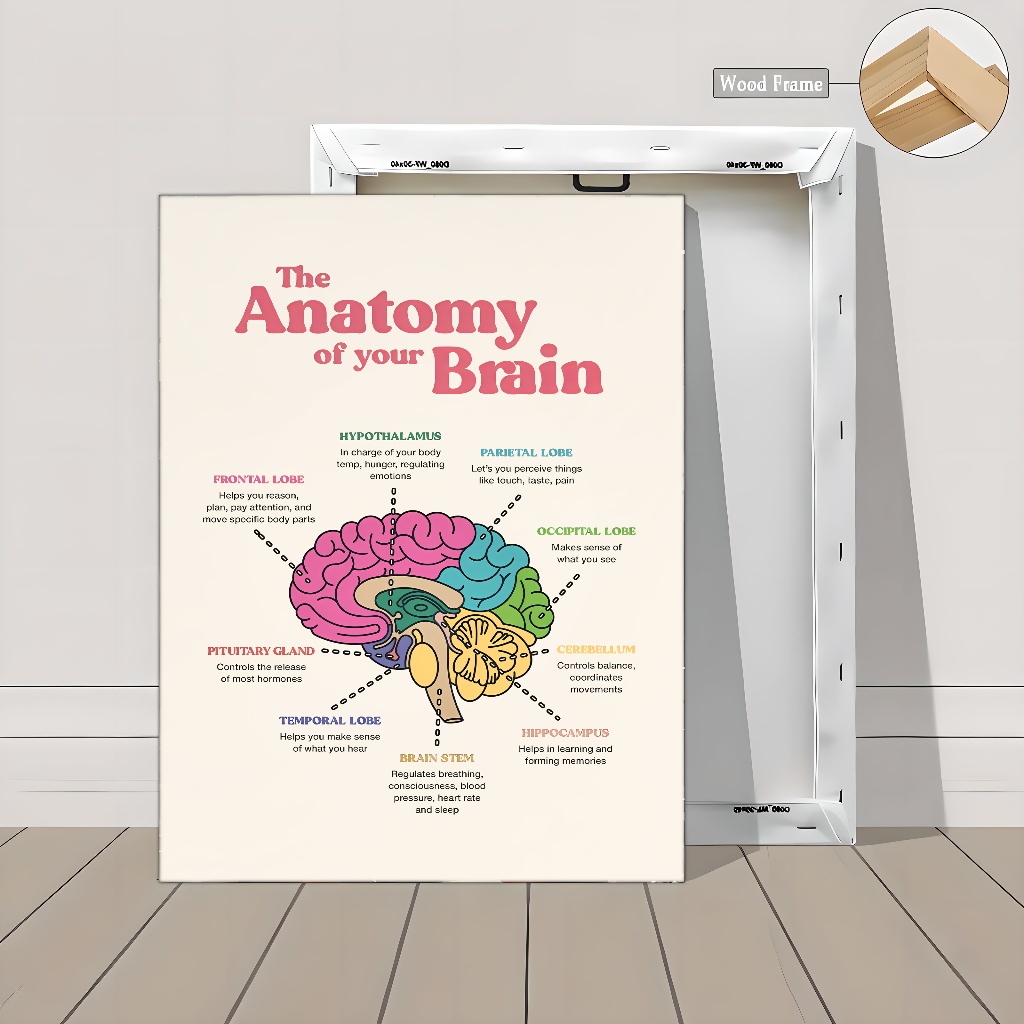 Wood Frame
The
Anatomy
of your Brain
HYPOTHALAMUS
In charge of your body
temp, hunger, regulating
emotions
PARIETAL LOBE
Let's you perceive things
like touch, taste, pain
FRONTAL LOBE
Helps you reason,
plan, pay attention, and
move specific body parts
OCCIPITAL LOBE
Makes sense of
what you see
PITUITARY GLAND
Controls the release
of most hormones
CEREBELLUM
Controls balance,
coordinates
movements
TEMPORAL LOBE
Helps you make sense
of what you hear
HIPPOCAMPUS
Helps in learning and
forming memories
BRAIN STEM
Regulates breathing,
consciousness, blood
pressure, heart rate
and sleep